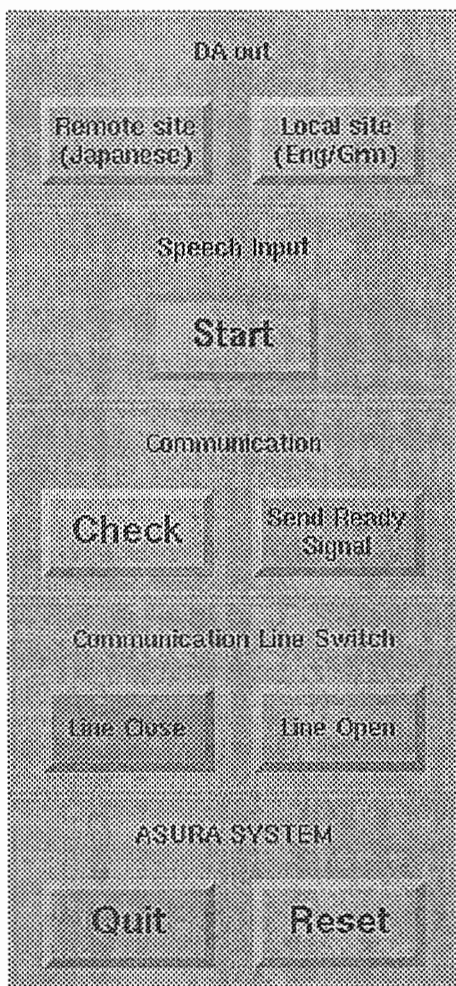 DA out
Remote site
(Japanese)
Local site
(Eng/Grm)
Speech Input
Start
Communication
Check
Send Ready
Signal
Communication Line Switch
Line Close
Line Open
ASURA SYSTEM
Quit
Reset